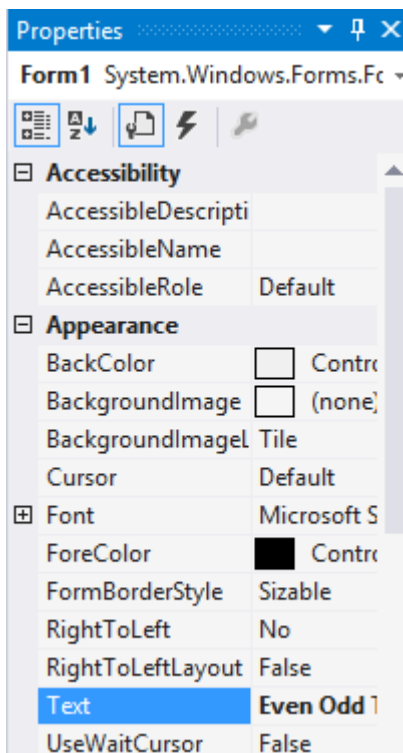 Properties
Form1 System.Windows.Forms.Fc
Accessibility
AccessibleDescripti
AccessibleName
AccessibleRole Default
Appearance
BackColor Contro
BackgroundImage (none)
BackgroundImageL Tile
Cursor Default
Font Microsoft S
ForeColor Contro
FormBorderStyle Sizable
RightToLeft No
RightToLeftLayout False
Text Even Odd T
UseWaitCursor False